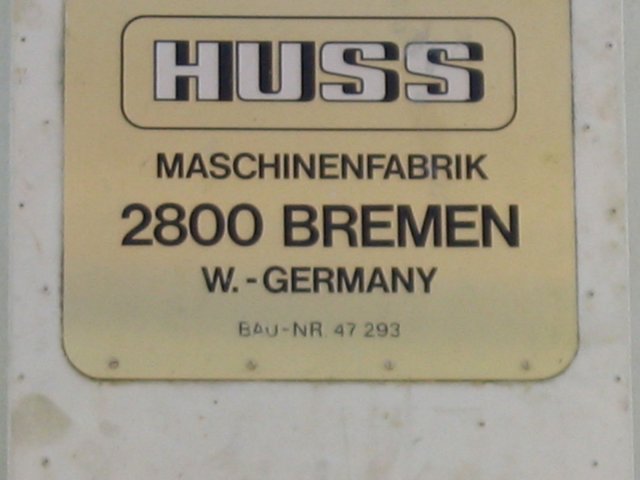 HUSS
MASCHINENFABRIK
2800 BREMEN
W.-GERMANY
BAU-NR. 47 293